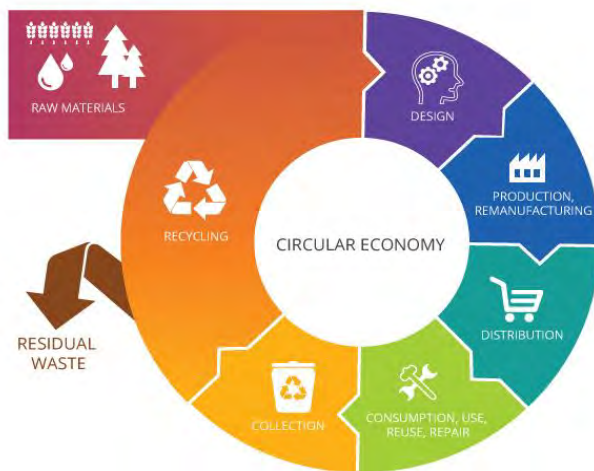 RAW MATERIALS
DESIGN
PRODUCTION,
REMANUFACTURING
RECYCLING
CIRCULAR ECONOMY
DISTRIBUTION
RESIDUAL
WASTE
COLLECTION
CONSUMPTION, USE,
REUSE, REPAIR